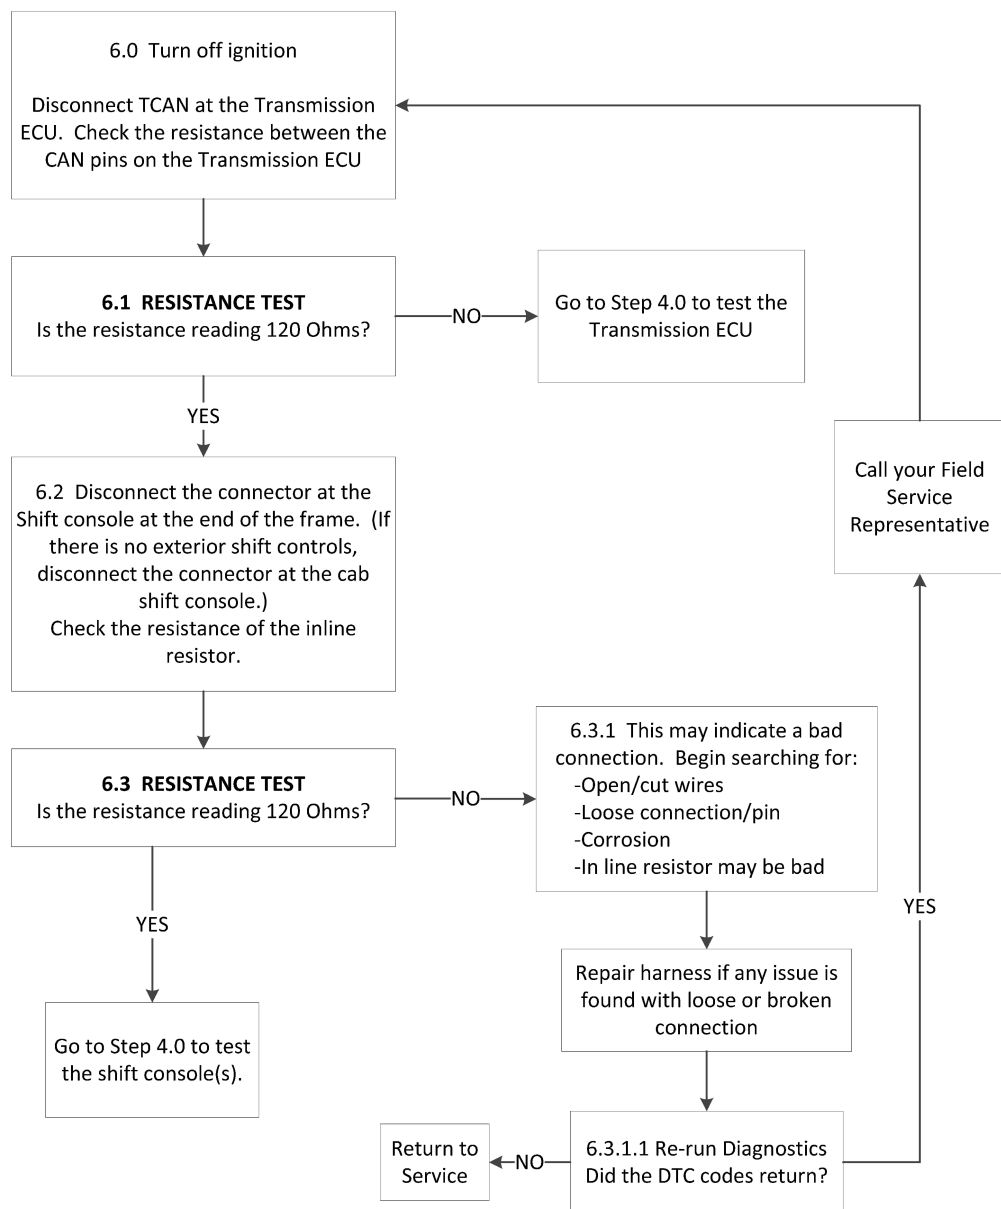 6.0  Turn off ignition
Disconnect TCAN at the Transmission
ECU.  Check the resistance between the
CAN pins on the Transmission ECU
6.1  RESISTANCE TEST
Is the resistance reading 120 Ohms?
NO
Go to Step 4.0 to test the
Transmission ECU
YES
6.2  Disconnect the connector at the
Shift console at the end of the frame.  (If
there is no exterior shift controls,
disconnect the connector at the cab
shift console.)
Check the resistance of the inline
resistor.
Call your Field
Service
Representative
6.3  RESISTANCE TEST
Is the resistance reading 120 Ohms?
NO
6.3.1  This may indicate a bad
connection.  Begin searching for:
-Open/cut wires
-Loose connection/pin
-Corrosion
-In line resistor may be bad
YES
YES
Repair harness if any issue is
found with loose or broken
connection
Go to Step 4.0 to test
the shift console(s).
Return to
Service
NO
6.3.1.1 Re-run Diagnostics
Did the DTC codes return?